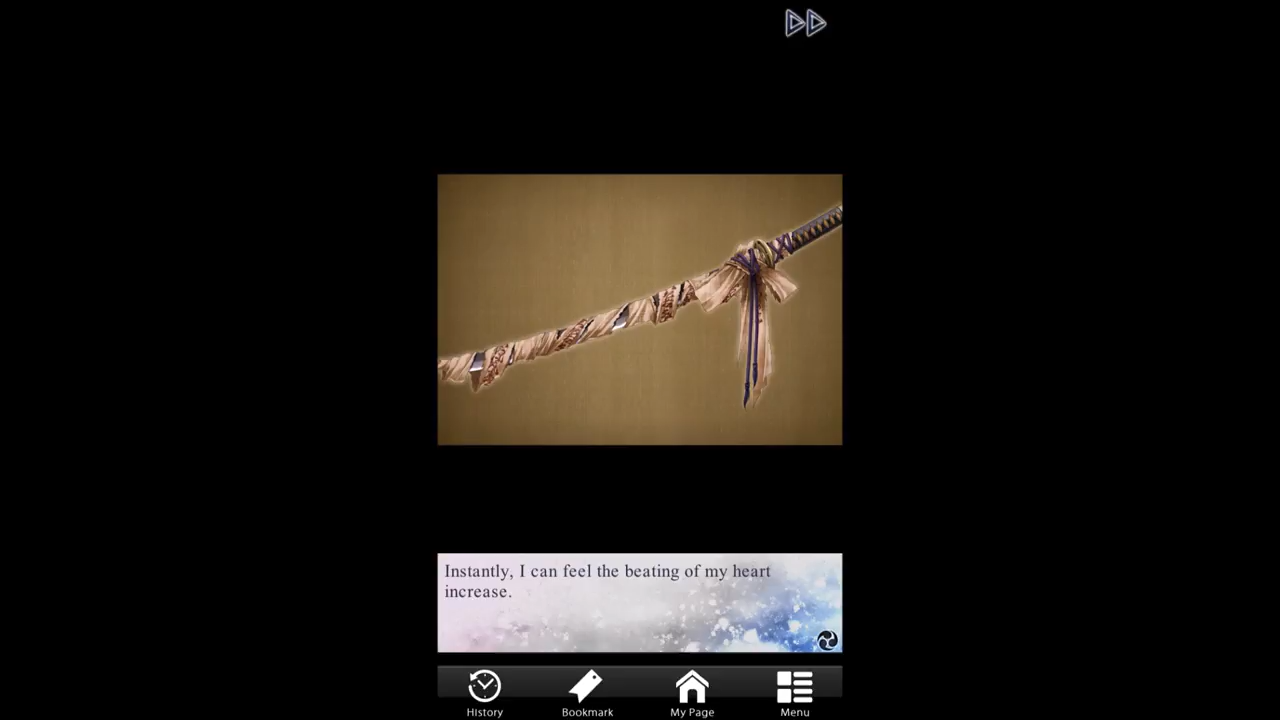 Instantly, I can feel the beating of my heart
increase.
History
Bookmark
My Page
Menu